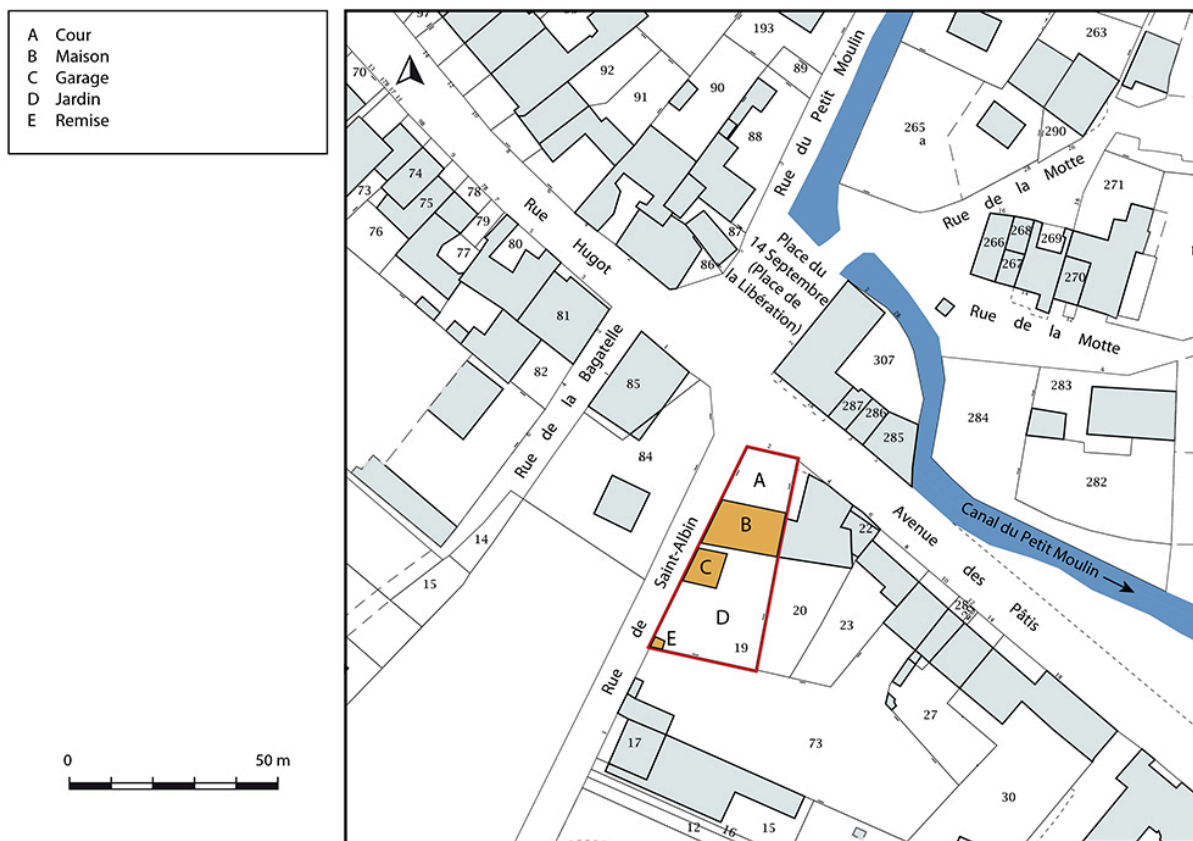 A Cour
B Maison
C Garage
D Jardin
E Remise
0 50 m
193
263
92
89
70
91
90
88
265
a
290
Rue du Petit Moulin
Rue de la Motte
74
73
75
78
79
76
77
80
271
268
269
266
267
270
87
86
Rue Hugot
Place du
14 Septembre
(Place de
la Libération)
81
82
85
Rue de la Bagatelle
Rue de la Motte
307
283
287
286
285
284
282
84
A
B
C
D
E
19
22
14
15
20
23
Rue de Saint-Albin
Avenue des Pâtis
Canal du Petit Moulin
27
17
73
30
12
16
15